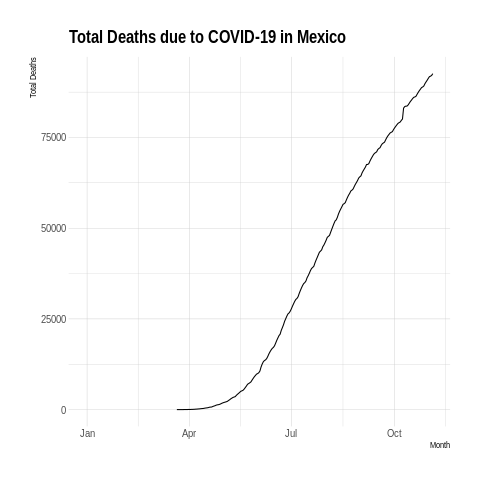 Total Deaths due to COVID-19 in Mexico
Total Deaths
75000
50000
25000
0
Jan Apr Jul Oct
Month